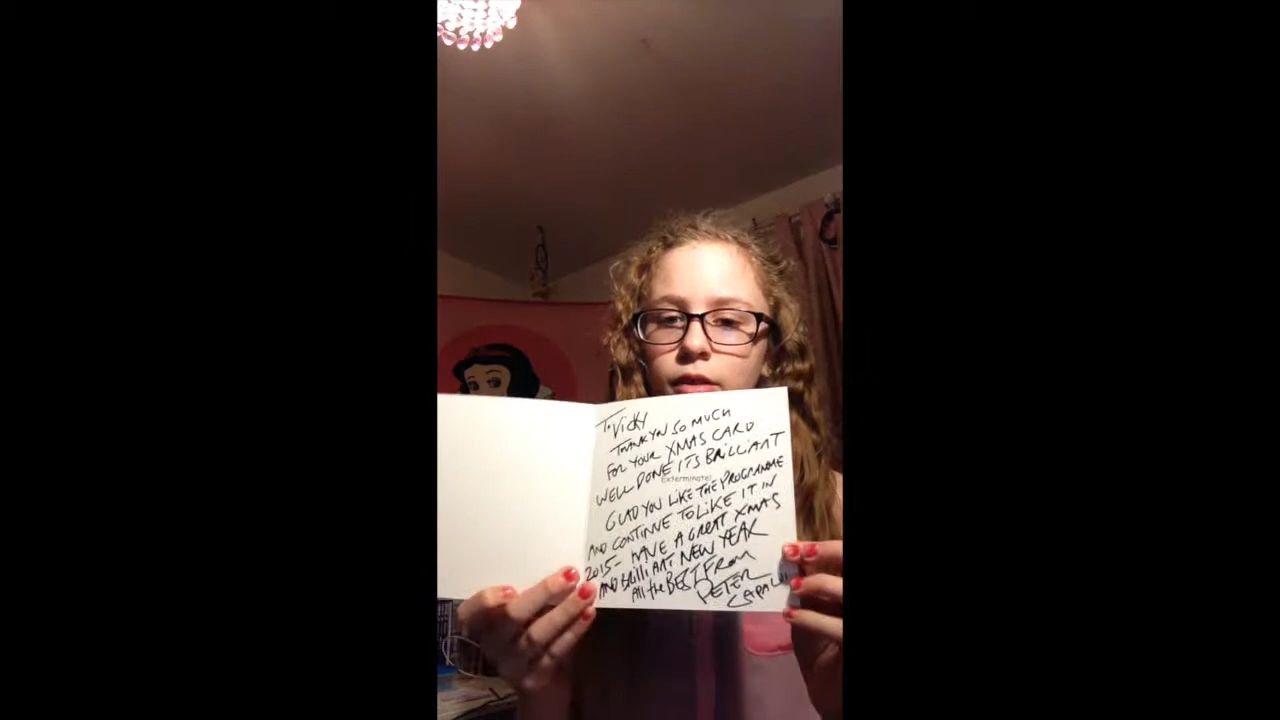 To Vicky
THANK YOU SO MUCH
FOR YOUR XMAS CARD
WELL DONE ITS BRILLIANT
Exterminate!
GLAD YOU LIKE THE PROGRAMME
AND CONTINUE TO LIKE IT IN
2015- HAVE A GREAT XMAS
AND BRILLIANT NEW YEAR
All the BEST FROM
PETER
CAPALDI